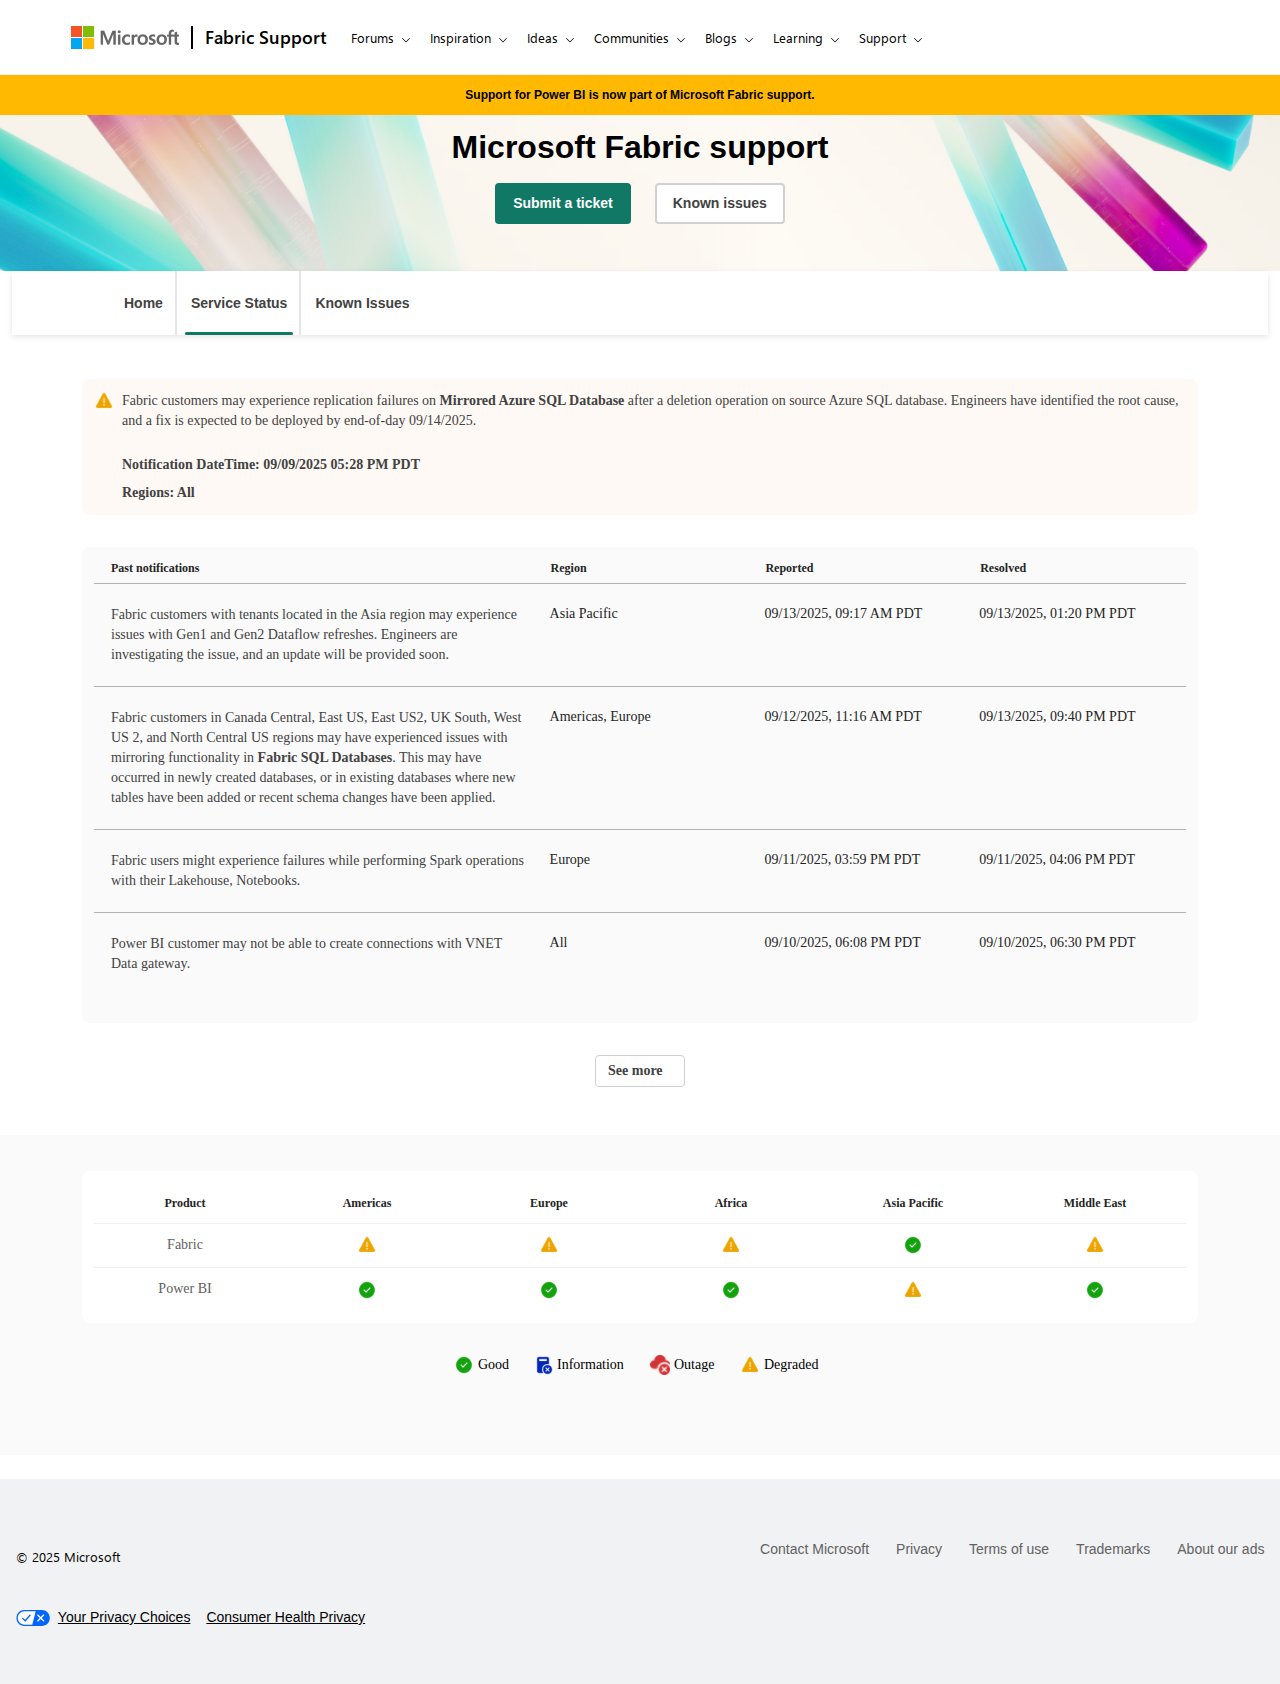 Microsoft
Fabric Support
Forums
Inspiration
Ideas
Communities
Blogs
Learning
Support
Support for Power BI is now part of Microsoft Fabric support.
Microsoft Fabric support
Submit a ticket
Known issues
Home
Service Status
Known Issues
Fabric customers may experience replication failures on Mirrored Azure SQL Database after a deletion operation on source Azure SQL database. Engineers have identified the root cause,
and a fix is expected to be deployed by end-of-day 09/14/2025.
Notification DateTime: 09/09/2025 05:28 PM PDT
Regions: All
Past notifications
Region
Reported
Resolved
Fabric customers with tenants located in the Asia region may experience
issues with Gen1 and Gen2 Dataflow refreshes. Engineers are
investigating the issue, and an update will be provided soon.
Asia Pacific
09/13/2025, 09:17 AM PDT
09/13/2025, 01:20 PM PDT
Fabric customers in Canada Central, East US, East US2, UK South, West
US 2, and North Central US regions may have experienced issues with
mirroring functionality in Fabric SQL Databases. This may have
occurred in newly created databases, or in existing databases where new
tables have been added or recent schema changes have been applied.
Americas, Europe
09/12/2025, 11:16 AM PDT
09/13/2025, 09:40 PM PDT
Fabric users might experience failures while performing Spark operations
with their Lakehouse, Notebooks.
Europe
09/11/2025, 03:59 PM PDT
09/11/2025, 04:06 PM PDT
Power BI customer may not be able to create connections with VNET
Data gateway.
All
09/10/2025, 06:08 PM PDT
09/10/2025, 06:30 PM PDT
See more
Product
Americas
Europe
Africa
Asia Pacific
Middle East
Fabric
Power BI
Good
Information
Outage
Degraded
Contact Microsoft
Privacy
Terms of use
Trademarks
About our ads
© 2025 Microsoft
Your Privacy Choices
Consumer Health Privacy